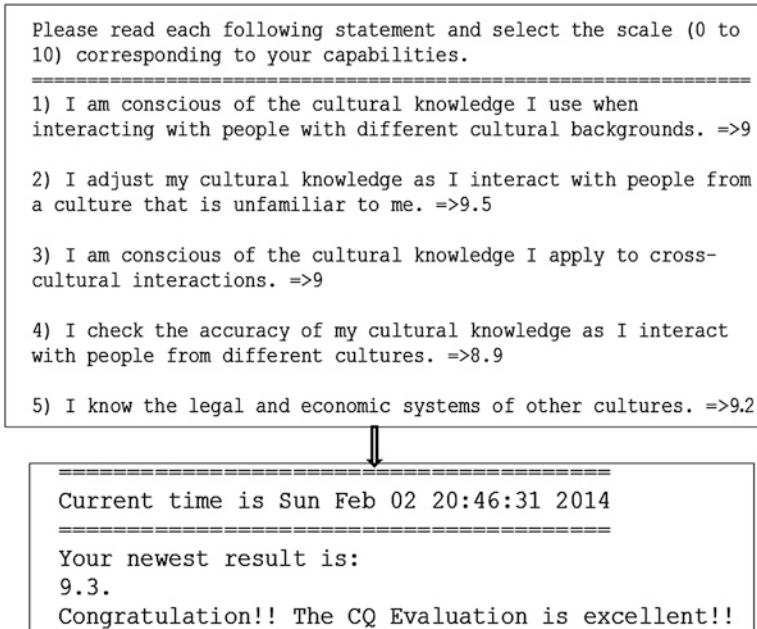 Please read each following statement and select the scale (0 to
10) corresponding to your capabilities.
==================================================================
1) I am conscious of the cultural knowledge I use when
interacting with people with different cultural backgrounds. =>9
2) I adjust my cultural knowledge as I interact with people from
a culture that is unfamiliar to me. =>9.5
3) I am conscious of the cultural knowledge I apply to cross-
cultural interactions. =>9
4) I check the accuracy of my cultural knowledge as I interact
with people from different cultures. =>8.9
5) I know the legal and economic systems of other cultures. =>9.2
========================================
Current time is Sun Feb 02 20:46:31 2014
========================================
Your newest result is:
9.3.
Congratulation!! The CQ Evaluation is excellent!!